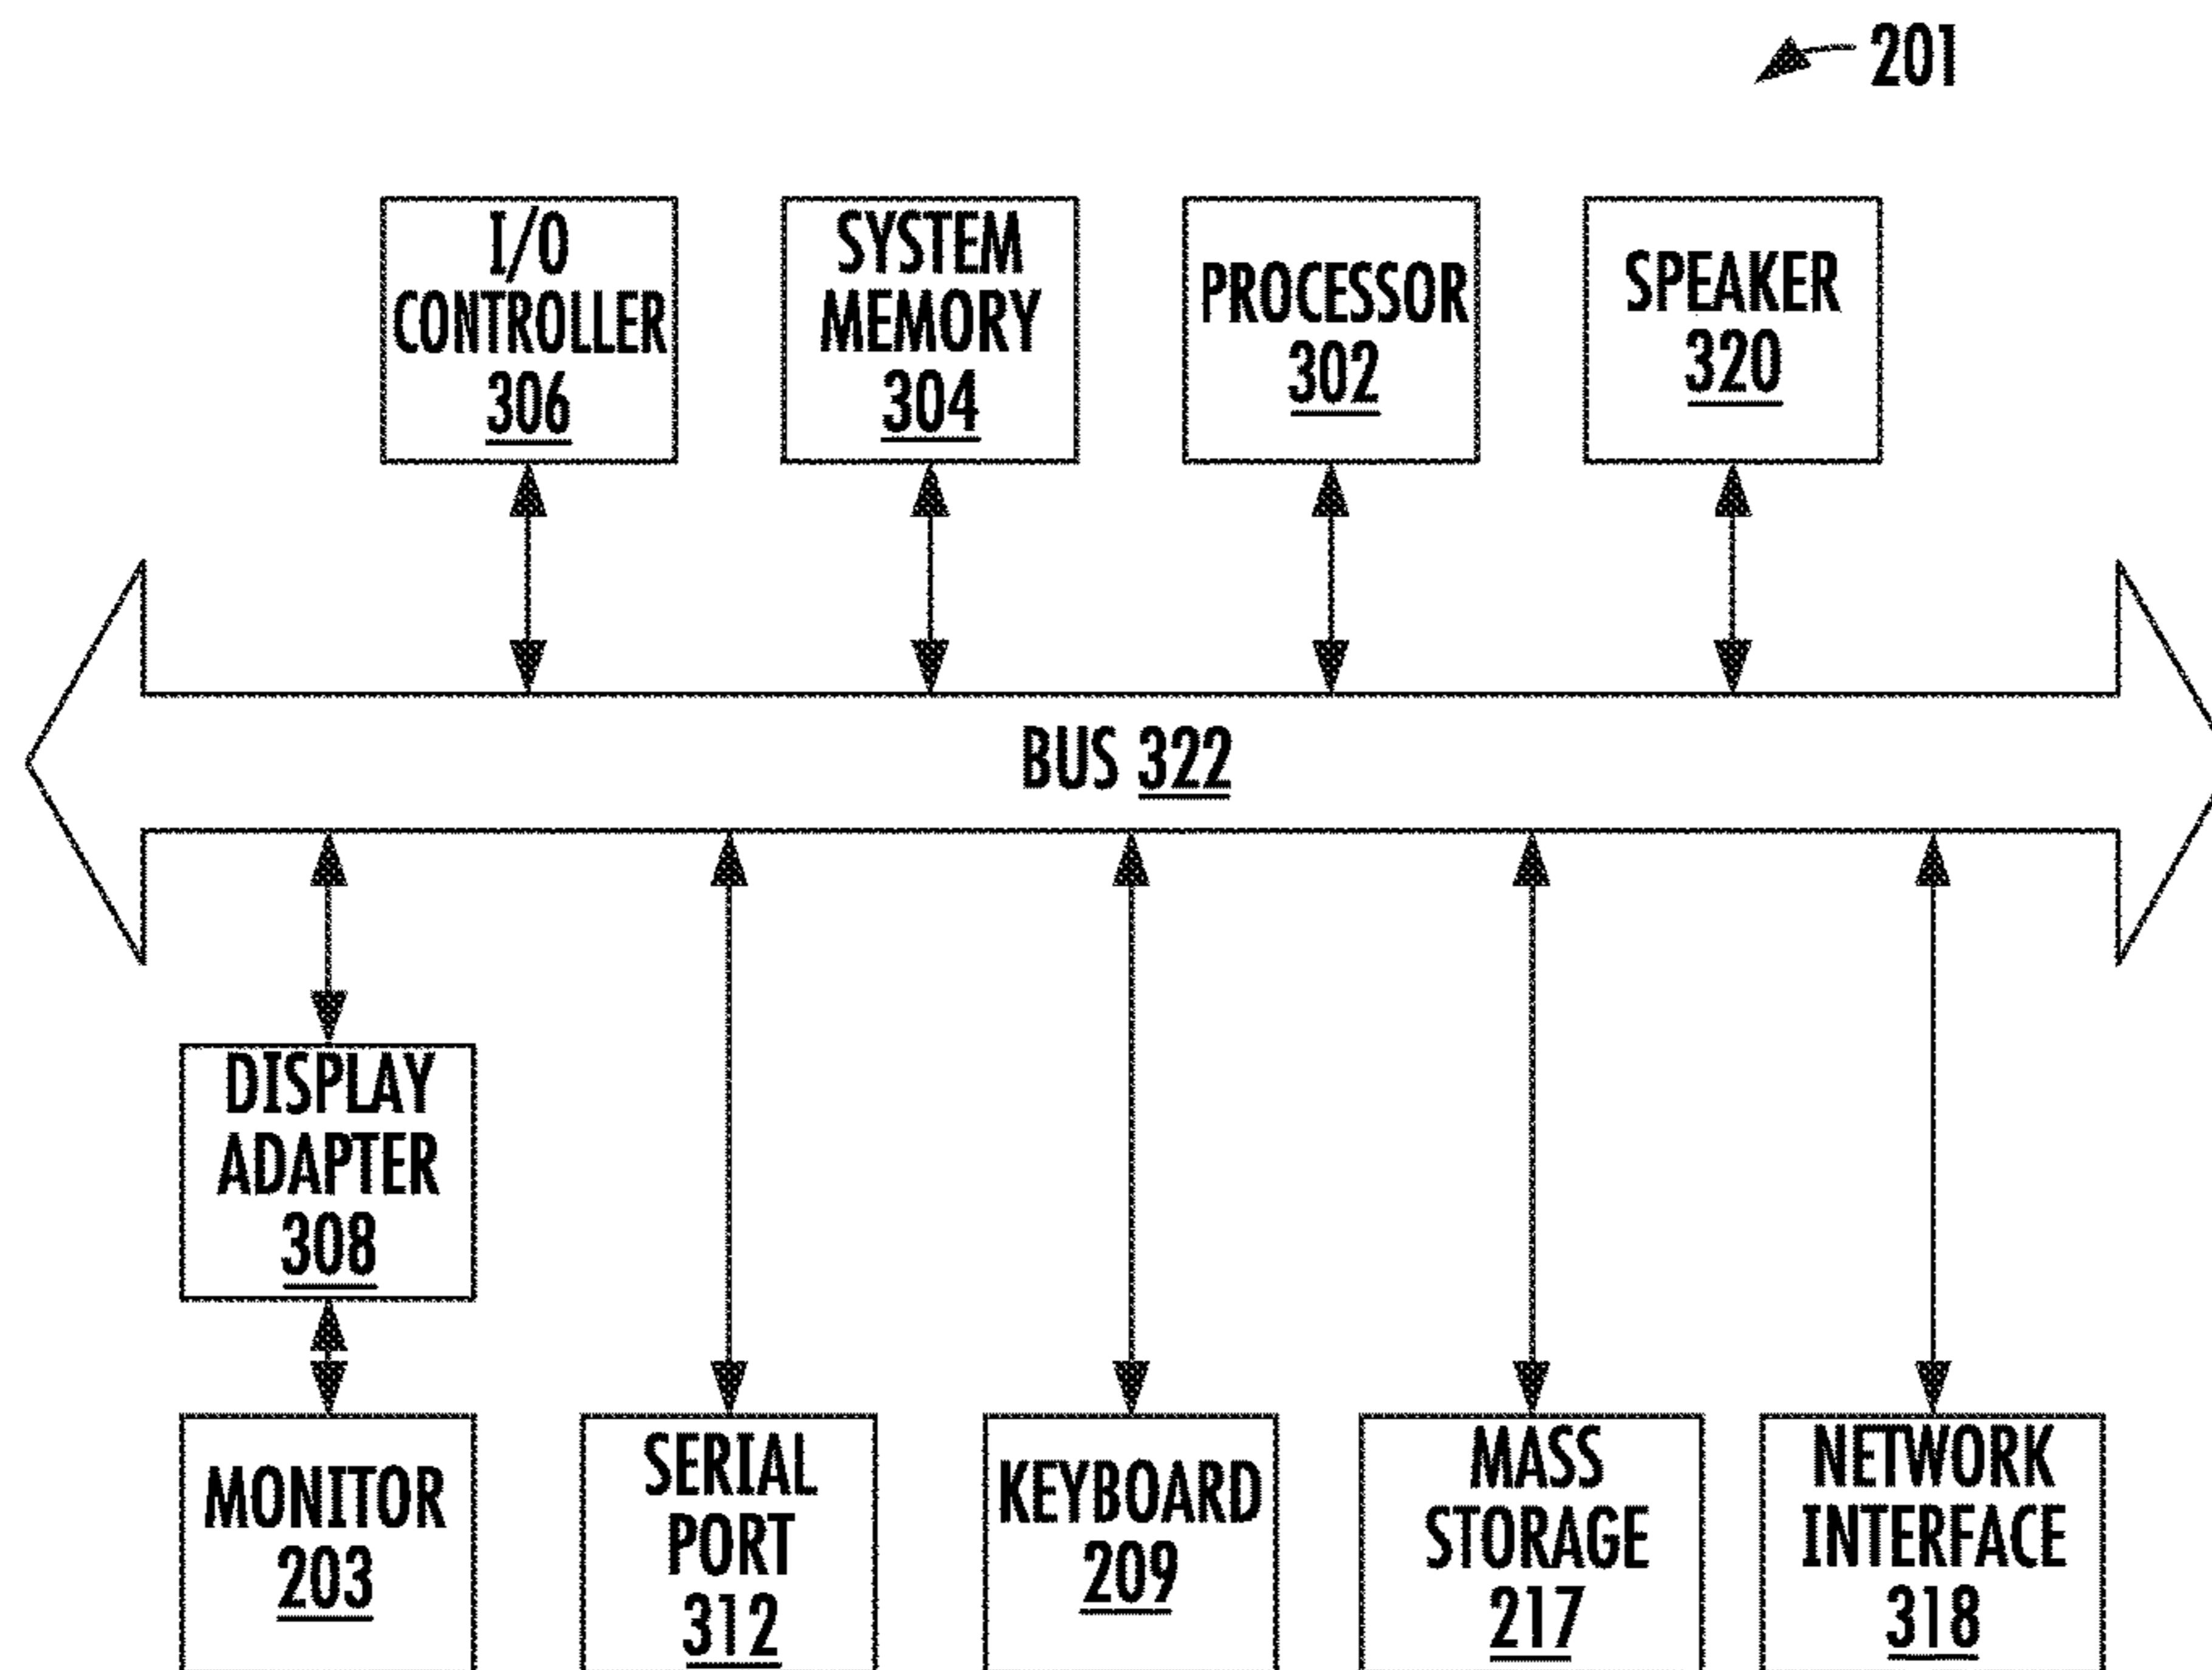 201
I/O
CONTROLLER
306
SYSTEM
MEMORY
304
PROCESSOR
302
SPEAKER
320
BUS 322
DISPLAY
ADAPTER
308
MONITOR
203
SERIAL
PORT
312
KEYBOARD
209
MASS
STORAGE
217
NETWORK
INTERFACE
318